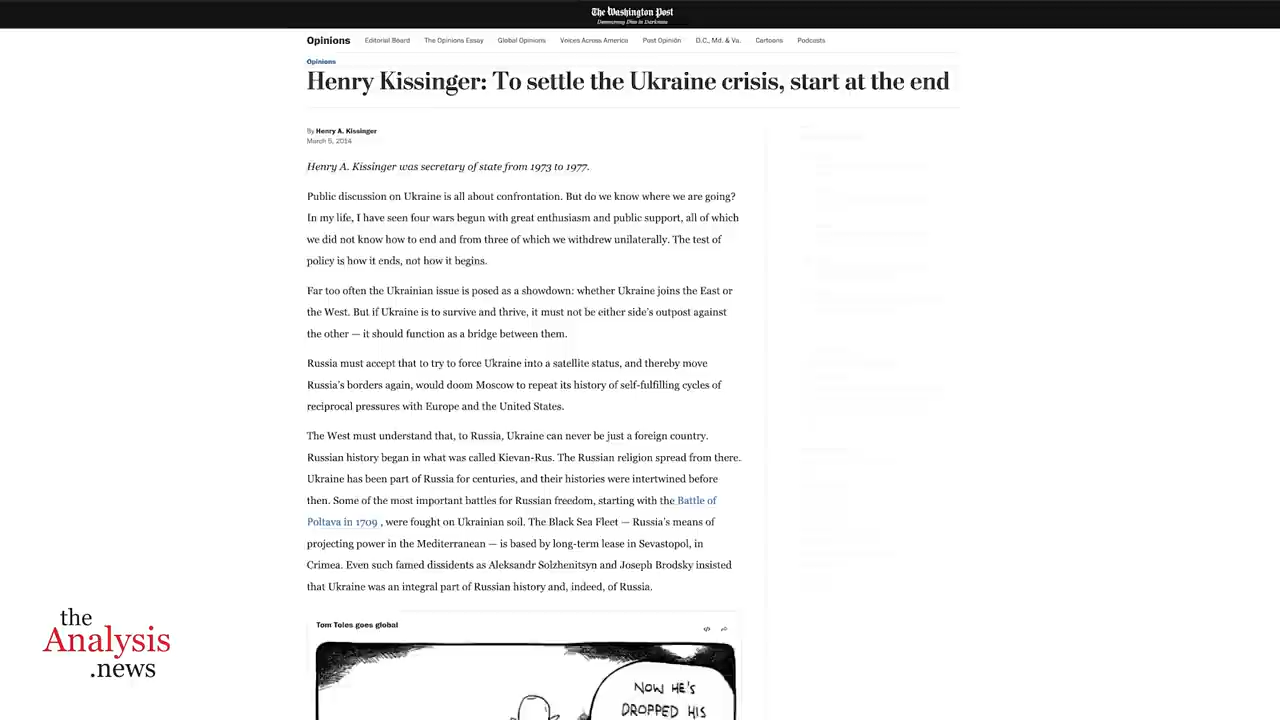 The Washington Post
Democracy Dies in Darkness
Opinions Editorial Board The Opinions Essay Global Opinions Voices Across America Post Opinión D.C., Md. & Va. Cartoons Podcasts
Opinions
Henry Kissinger: To settle the Ukraine crisis, start at the end
By Henry A. Kissinger
March 5, 2014
Henry A. Kissinger was secretary of state from 1973 to 1977.
Public discussion on Ukraine is all about confrontation. But do we know where we are going?
In my life, I have seen four wars begun with great enthusiasm and public support, all of which
we did not know how to end and from three of which we withdrew unilaterally. The test of
policy is how it ends, not how it begins.
Far too often the Ukrainian issue is posed as a showdown: whether Ukraine joins the East or
the West. But if Ukraine is to survive and thrive, it must not be either side's outpost against
the other — it should function as a bridge between them.
Russia must accept that to try to force Ukraine into a satellite status, and thereby move
Russia's borders again, would doom Moscow to repeat its history of self-fulfilling cycles of
reciprocal pressures with Europe and the United States.
The West must understand that, to Russia, Ukraine can never be just a foreign country.
Russian history began in what was called Kievan-Rus. The Russian religion spread from there.
Ukraine has been part of Russia for centuries, and their histories were intertwined before
then. Some of the most important battles for Russian freedom, starting with the Battle of
Poltava in 1709 , were fought on Ukrainian soil. The Black Sea Fleet — Russia's means of
projecting power in the Mediterranean — is based by long-term lease in Sevastopol, in
Crimea. Even such famed dissidents as Aleksandr Solzhenitsyn and Joseph Brodsky insisted
that Ukraine was an integral part of Russian history and, indeed, of Russia.
Tom Toles goes global
NOW HE'S
DROPPED HIS
the
Analysis
.news